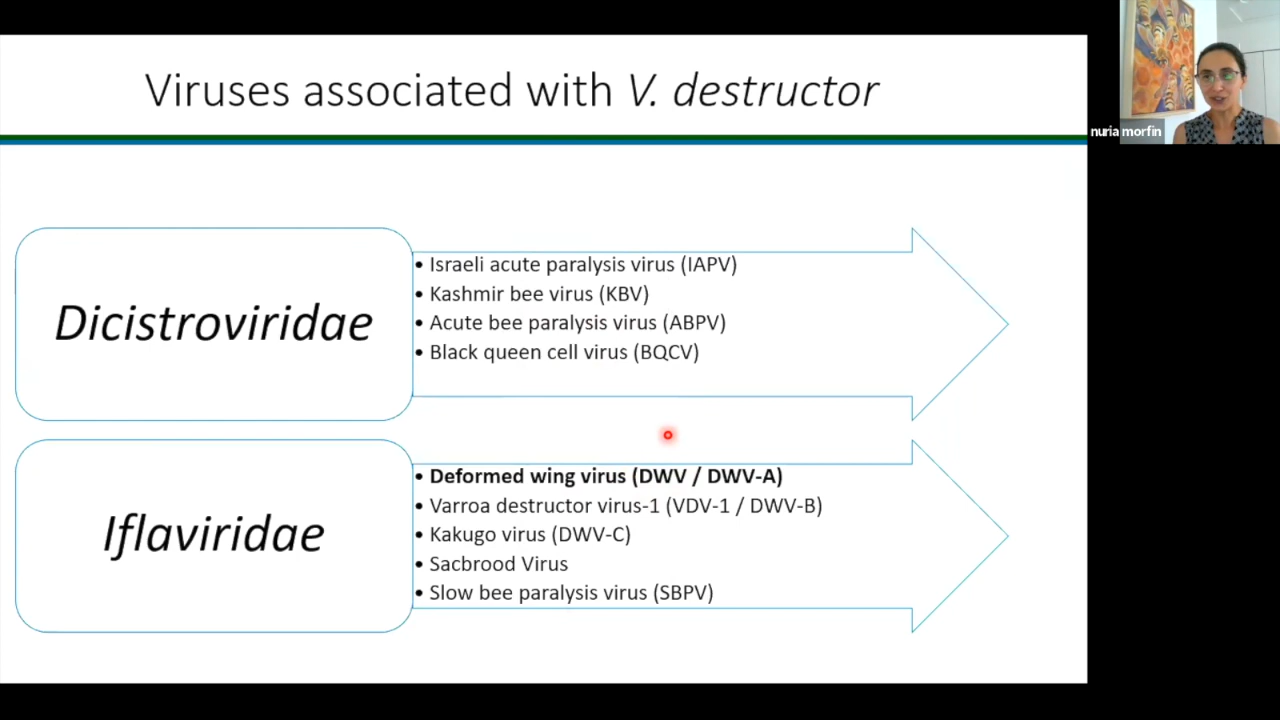 Viruses associated with V. destructor
nuria morfin
Dicistroviridae
• Israeli acute paralysis virus (IAPV)
• Kashmir bee virus (KBV)
• Acute bee paralysis virus (ABPV)
• Black queen cell virus (BQCV)
Iflaviridae
• Deformed wing virus (DWV / DWV-A)
• Varroa destructor virus-1 (VDV-1 / DWV-B)
• Kakugo virus (DWV-C)
• Sacbrood Virus
• Slow bee paralysis virus (SBPV)